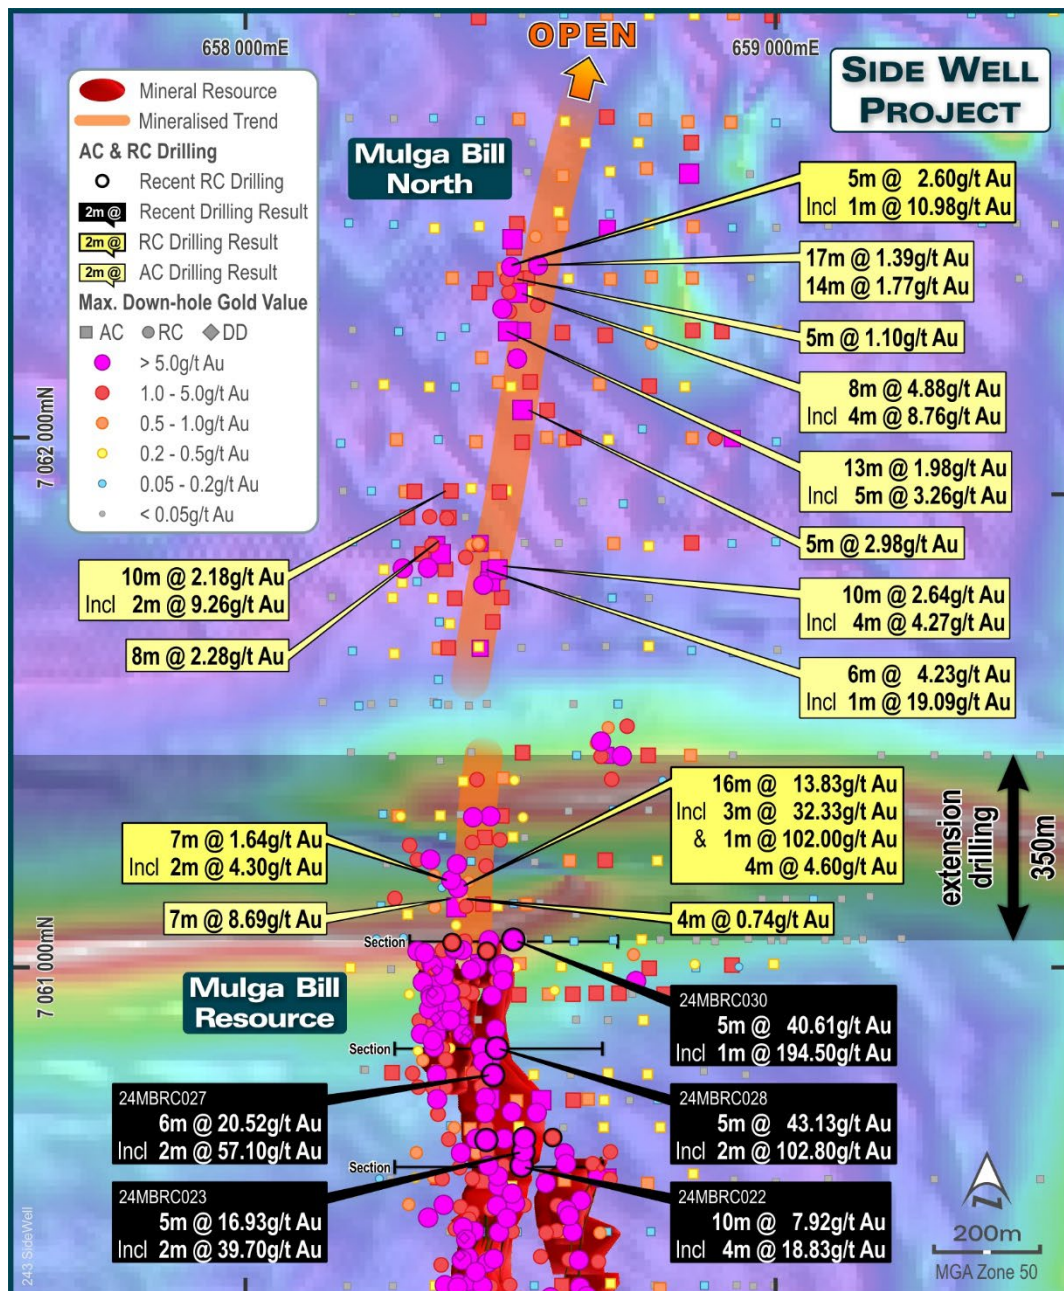 658 000mE
OPEN
659 000mE
SIDE WELL
PROJECT
Mineral Resource
Mineralised Trend
AC & RC Drilling
Recent RC Drilling
2m @ Recent Drilling Result
2m @ RC Drilling Result
2m @ AC Drilling Result
Max. Down-hole Gold Value
AC RC DD
> 5.0g/t Au
1.0 - 5.0g/t Au
0.5 - 1.0g/t Au
0.2 - 0.5g/t Au
0.05 - 0.2g/t Au
< 0.05g/t Au
Mulga Bill
North
5m @ 2.60g/t Au
Incl 1m @ 10.98g/t Au
17m @ 1.39g/t Au
14m @ 1.77g/t Au
5m @ 1.10g/t Au
8m @ 4.88g/t Au
Incl 4m @ 8.76g/t Au
7 062 000mN
13m @ 1.98g/t Au
Incl 5m @ 3.26g/t Au
5m @ 2.98g/t Au
10m @ 2.18g/t Au
Incl 2m @ 9.26g/t Au
10m @ 2.64g/t Au
Incl 4m @ 4.27g/t Au
8m @ 2.28g/t Au
6m @ 4.23g/t Au
Incl 1m @ 19.09g/t Au
16m @ 13.83g/t Au
Incl 3m @ 32.33g/t Au
& 1m @ 102.00g/t Au
4m @ 4.60g/t Au
extension
drilling
350m
7m @ 1.64g/t Au
Incl 2m @ 4.30g/t Au
7m @ 8.69g/t Au
4m @ 0.74g/t Au
Section
7 061 000mN
Mulga Bill
Resource
24MBRC030
5m @ 40.61g/t Au
Incl 1m @ 194.50g/t Au
Section
24MBRC027
6m @ 20.52g/t Au
Incl 2m @ 57.10g/t Au
24MBRC028
5m @ 43.13g/t Au
Incl 2m @ 102.80g/t Au
Section
24MBRC023
5m @ 16.93g/t Au
Incl 2m @ 39.70g/t Au
24MBRC022
10m @ 7.92g/t Au
Incl 4m @ 18.83g/t Au
N
200m
MGA Zone 50
243 SideWell